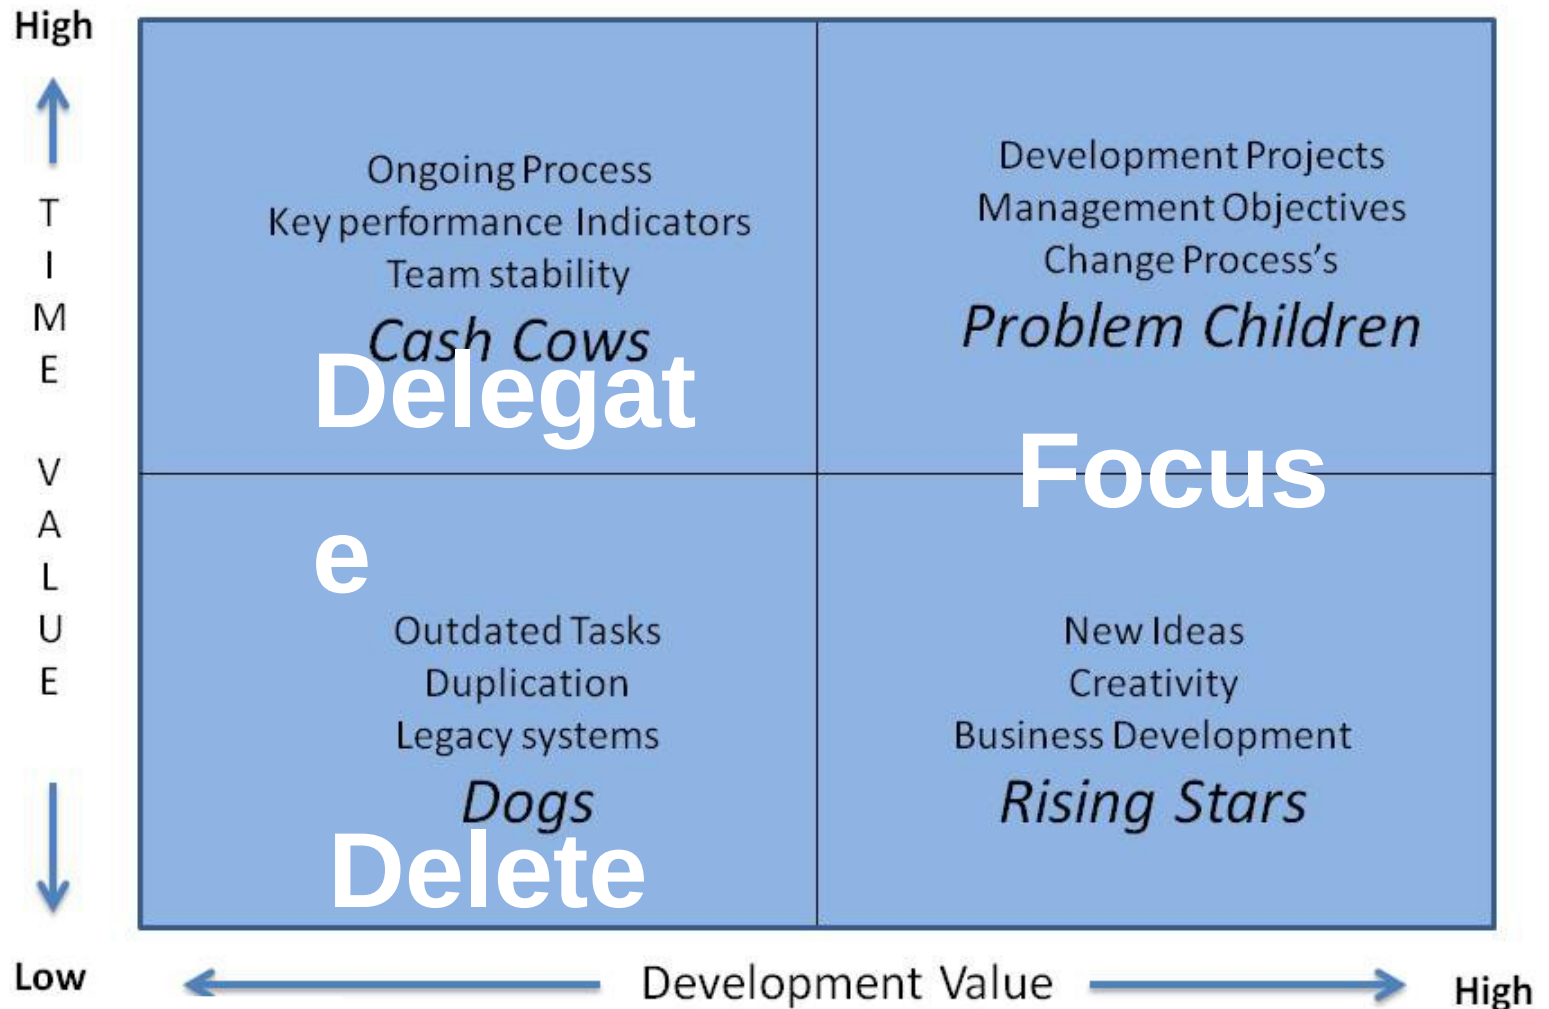 High
TIME VALUE
Low
Ongoing Process
Key performance Indicators
Team stability
Cash Cows
Delegat
e
Development Projects
Management Objectives
Change Process's
Problem Children
Focus
Outdated Tasks
Duplication
Legacy systems
Dogs
Delete
New Ideas
Creativity
Business Development
Rising Stars
Development Value
High